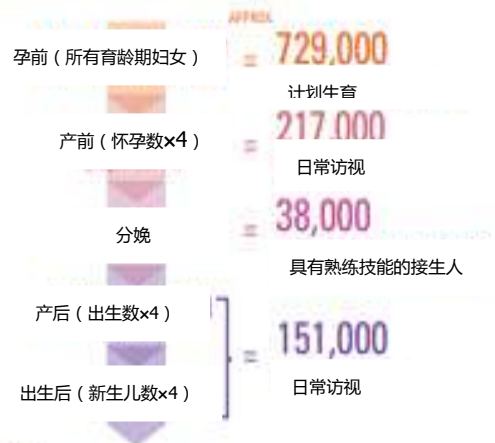 APPROX.
孕前（所有育龄期妇女） = 729,000
计划生育
产前（怀孕数×4） = 217,000
日常访视
分娩 = 38,000
具有熟练技能的接生人
产后（出生数×4）
= 151,000
出生后（新生儿数×4） 日常访视